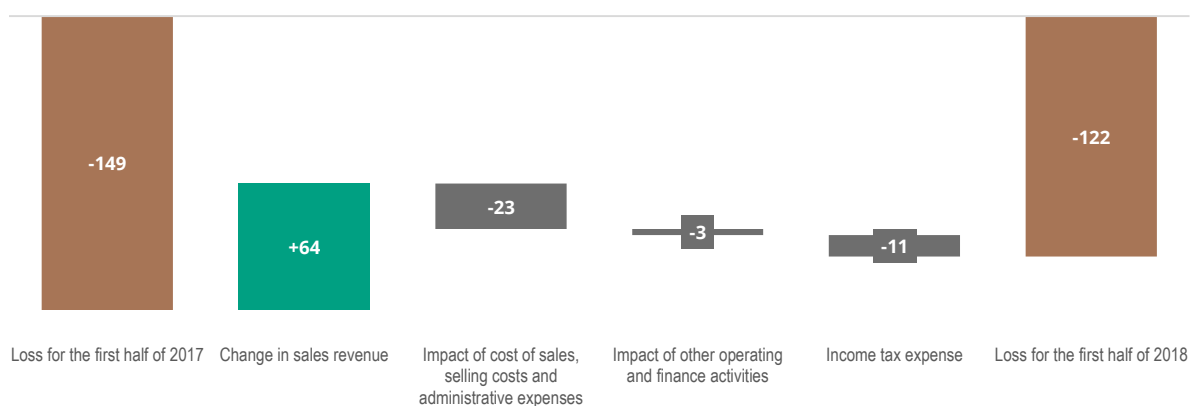 -149
+64
-23
-3
-11
-122
Loss for the first half of 2017
Change in sales revenue
Impact of cost of sales,
selling costs and
administrative expenses
Impact of other operating
and finance activities
Income tax expense
Loss for the first half of 2018